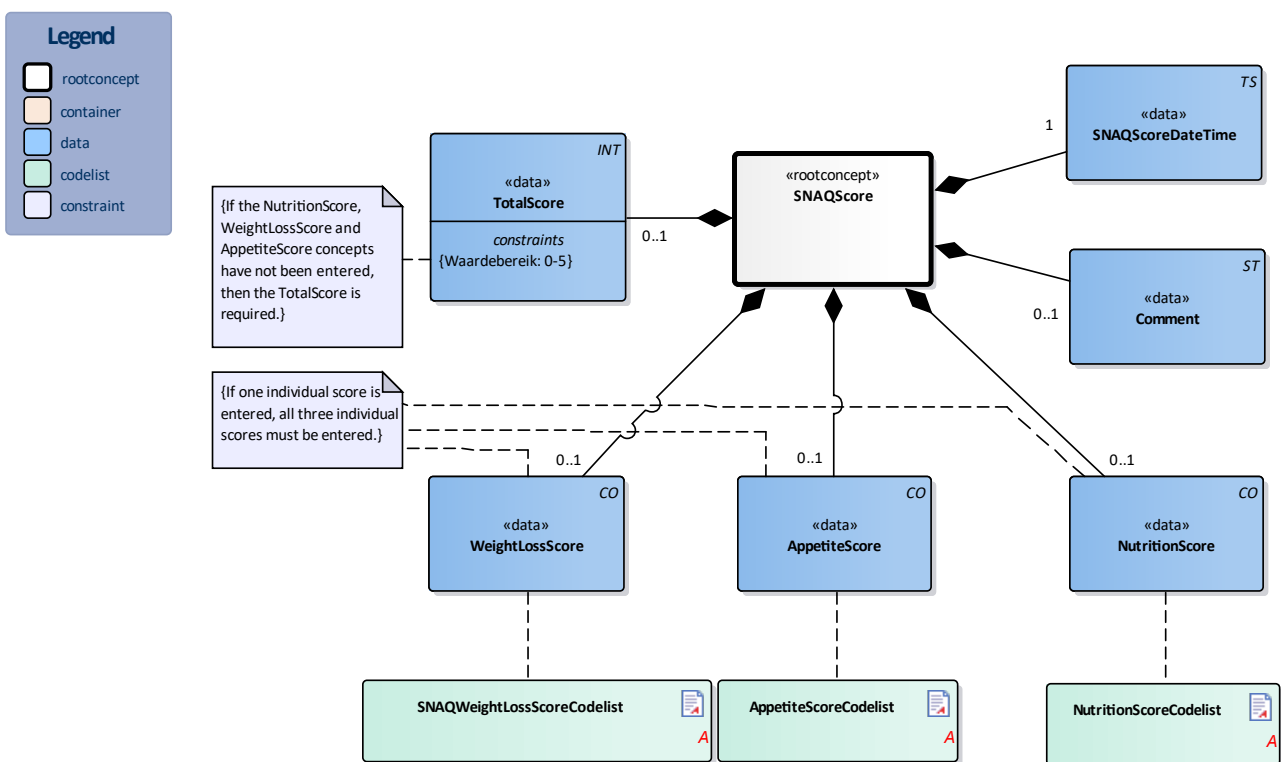 Legend
rootconcept
container
data
codelist
constraint
TS
«data»
SNAQScoreDateTime
1
INT
«data»
TotalScore
constraints
{Waardebereik: 0-5}
0..1
«rootconcept»
SNAQScore
{If the NutritionScore,
WeightLossScore and
AppetiteScore concepts
have not been entered,
then the TotalScore is
required.}
ST
«data»
Comment
0..1
{If one individual score is
entered, all three individual
scores must be entered.}
0..1
0..1
0..1
CO
«data»
WeightLossScore
CO
«data»
AppetiteScore
CO
«data»
NutritionScore
SNAQWeightLossScoreCodelist
A
AppetiteScoreCodelist
A
NutritionScoreCodelist
A